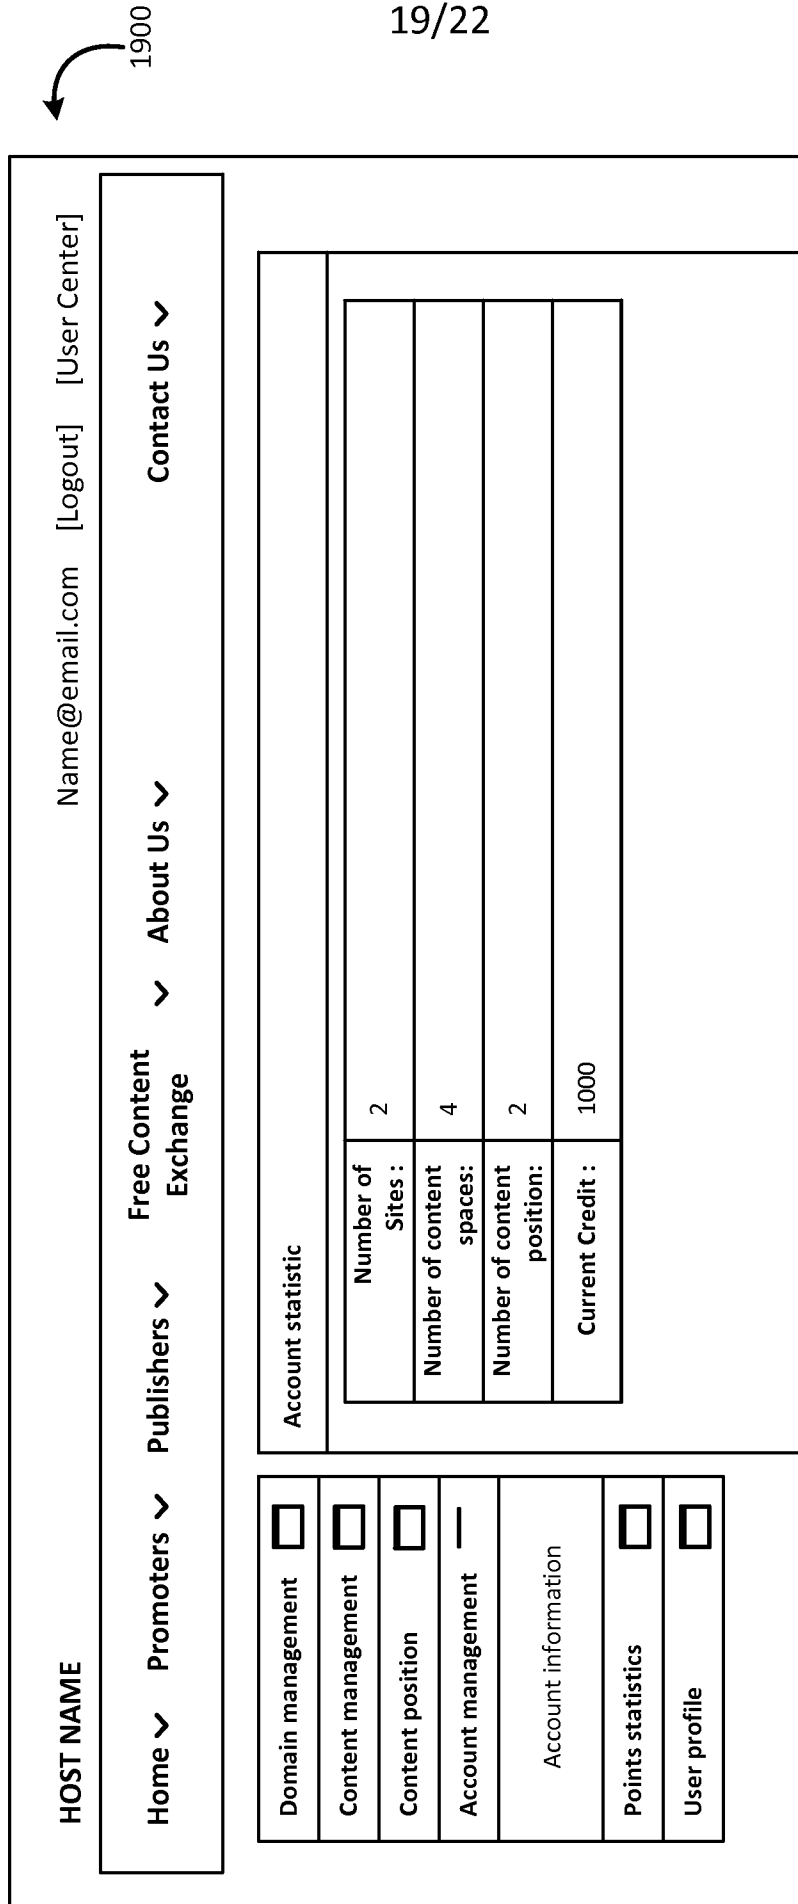 19/22
1900
HOST NAME
Name@email.com [Logout] [User Center]
Home Promoters Publishers Free Content Exchange About Us Contact Us
Domain management
Content management
Content position
Account management
Account information
Points statistics
User profile
Account statistic
Number of
Sites : 2
Number of content
spaces: 4
Number of content
position: 2
Current Credit : 1000